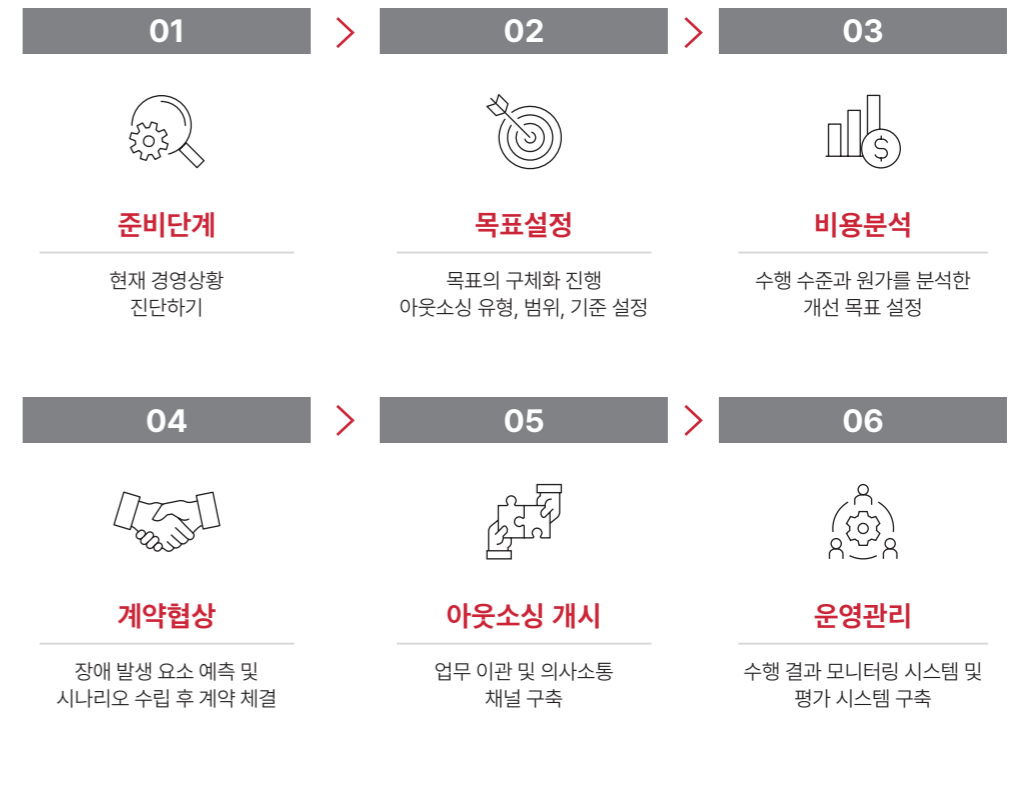 01
02
03
준비단계
목표설정
비용분석
현재 경영상황
진단하기
목표의 구체화 진행
아웃소싱 유형, 범위, 기준 설정
수행 수준과 원가를 분석한
개선 목표 설정
04
05
06
계약협상
아웃소싱 개시
운영관리
장애 발생 요소 예측 및
시나리오 수립 후 계약 체결
업무 이관 및 의사소통
채널 구축
수행 결과 모니터링 시스템 및
평가 시스템 구축